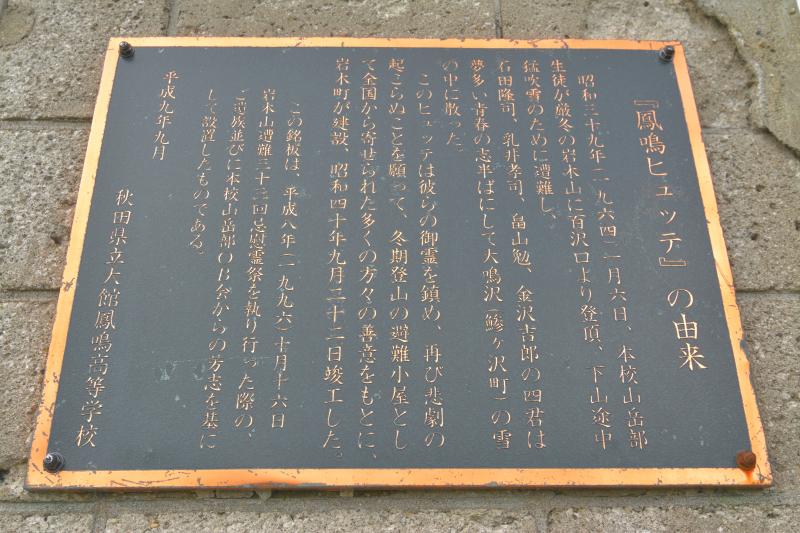 『鳳鳴ヒュッテ』の由来
昭和三十九年(一九六四)一月六日、本校山岳部
生徒が厳冬の岩木山に百沢口より登頂、下山途中
猛吹雪のために遭難し、
石田隆司、乳井孝司、畠山勉、金沢吉郎の四君は
夢多い青春の志半ばにして大鳴沢(鰺ヶ沢町)の雪
の中に散った。
このヒュッテは彼らの御霊を鎮め、再び悲劇の
起こらぬことを願って、冬期登山の避難小屋とし
て全国から寄せられた多くの方々の善意をもとに、
岩木町が建設、昭和四十年九月二十二日竣工した。
この銘板は、平成八年(一九九六)十月十六日
岩木山遭難三十三回忌慰霊祭を執り行った際の、
ご遺族並びに本校山岳部OB会からの芳志を基に
して設置したものである。
平成九年九月
秋田県立大館鳳鳴高等学校